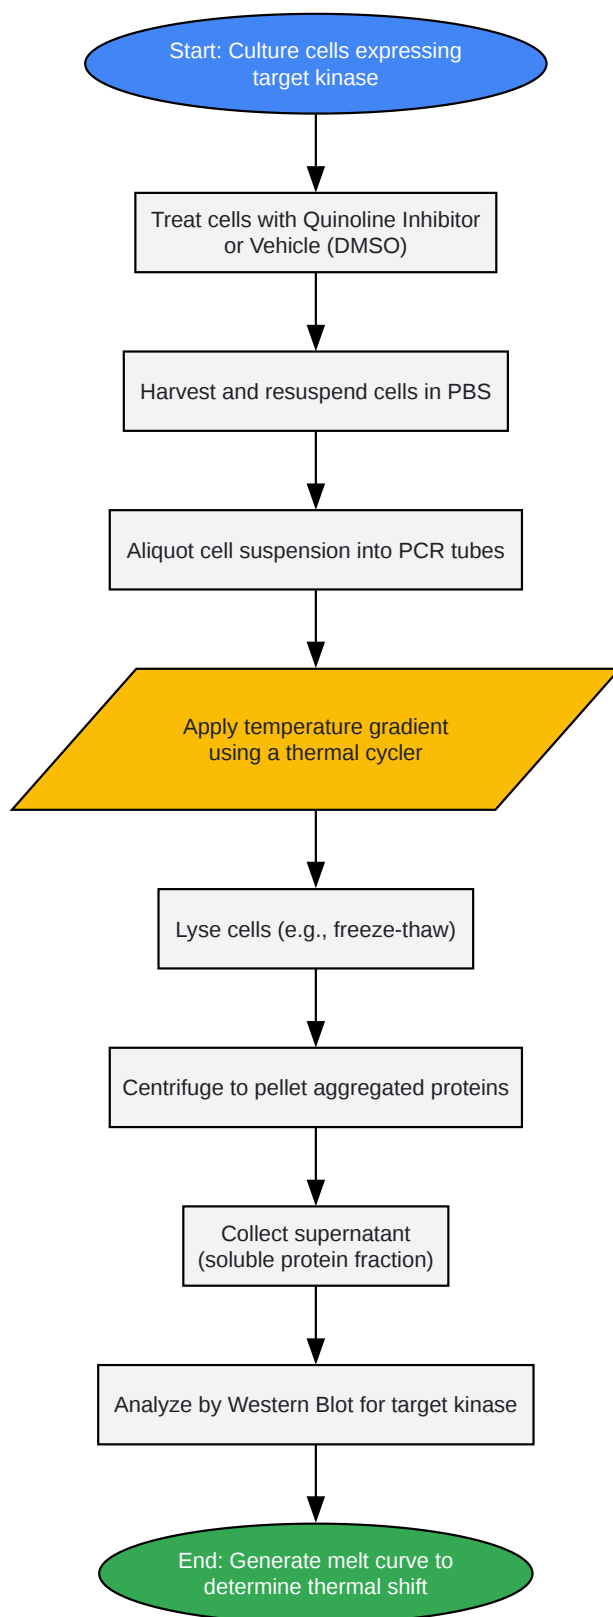 Start: Culture cells expressing
target kinase
Treat cells with Quinoline Inhibitor
or Vehicle (DMSO)
Harvest and resuspend cells in PBS
Aliquot cell suspension into PCR tubes
Apply temperature gradient
using a thermal cycler
Lyse cells (e.g., freeze-thaw)
Centrifuge to pellet aggregated proteins
Collect supernatant
(soluble protein fraction)
Analyze by Western Blot for target kinase
End: Generate melt curve to
determine thermal shift